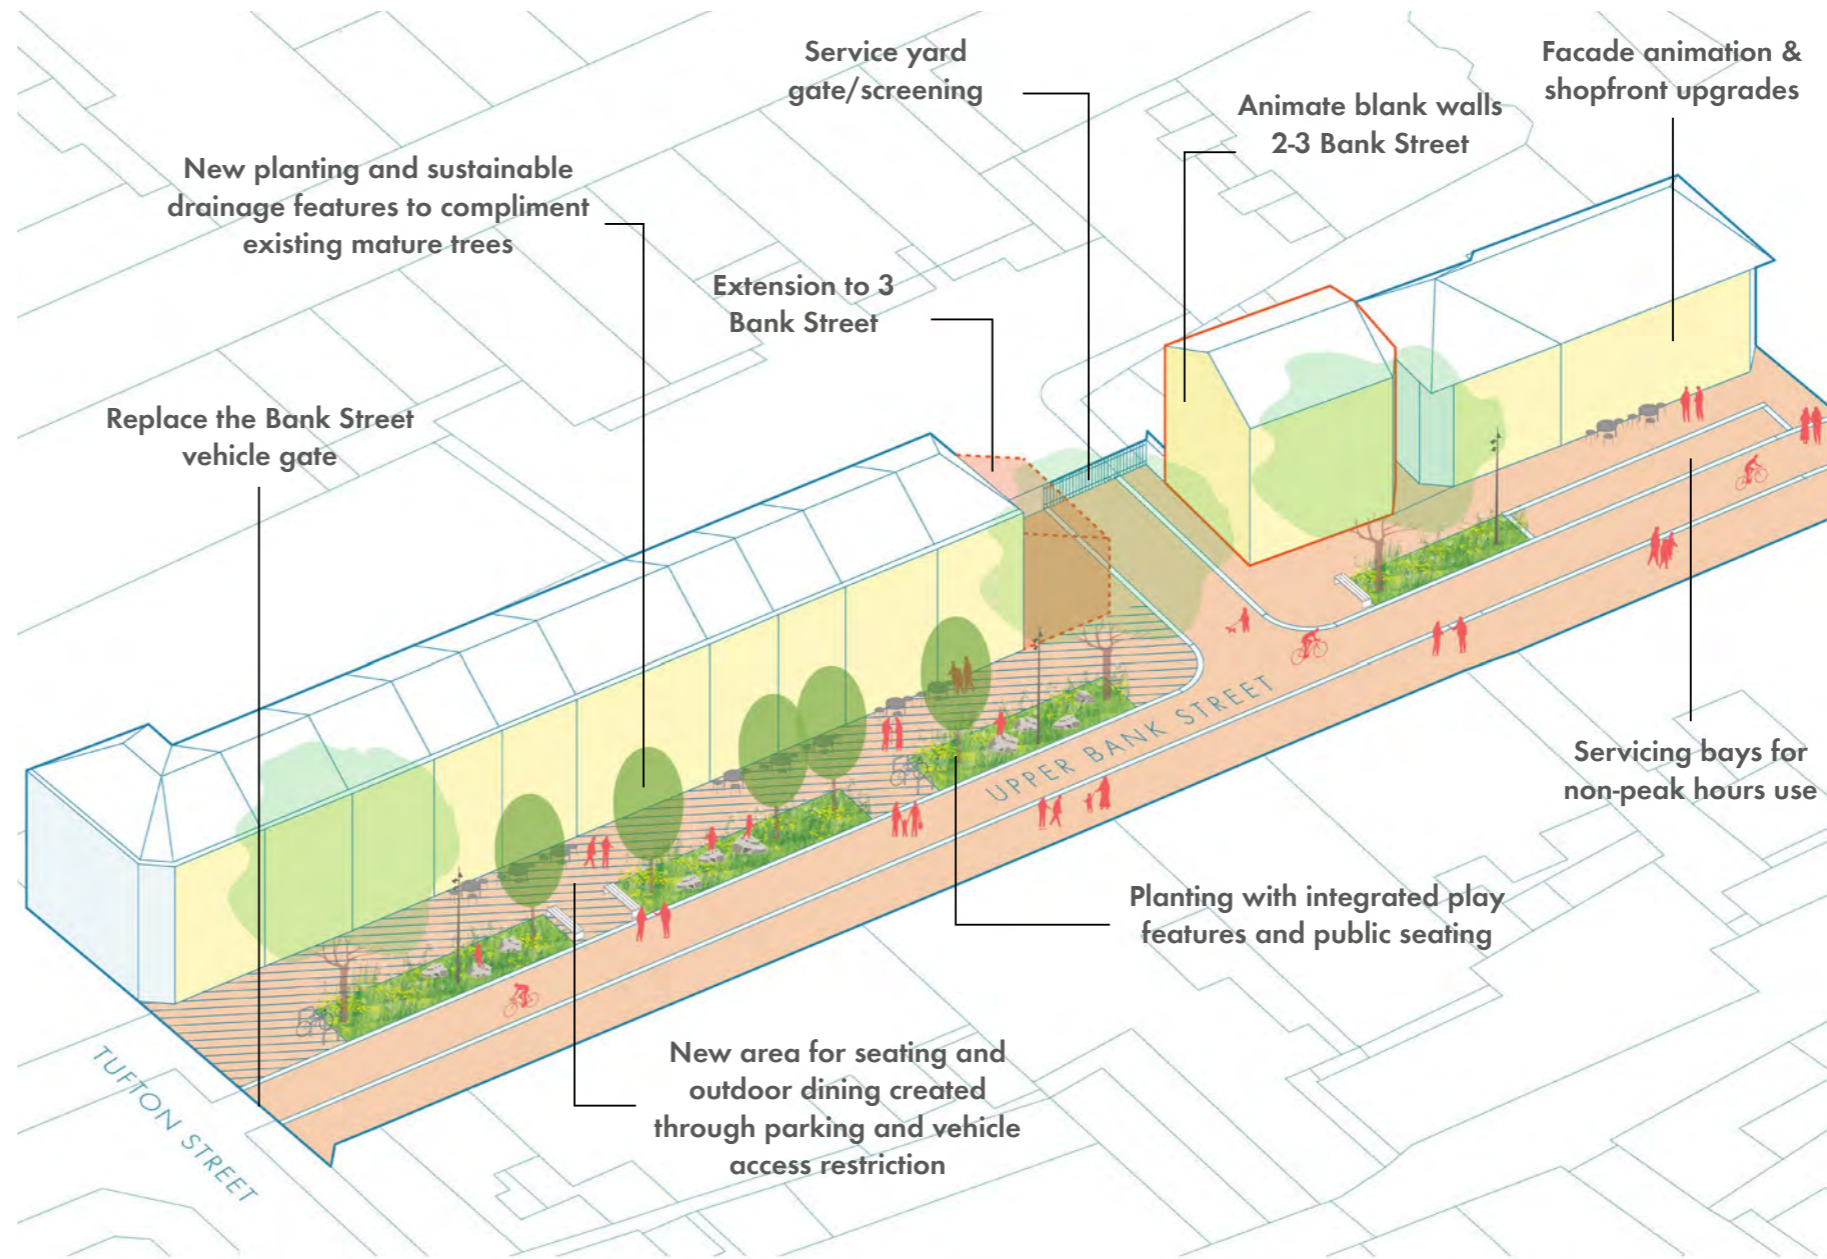 Service yard
gate/screening
Facade animation &
shopfront upgrades
Animate blank walls
2-3 Bank Street
New planting and sustainable
drainage features to compliment
existing mature trees
Extension to 3
Bank Street
Replace the Bank Street
vehicle gate
UPPER BANK STREET
Servicing bays for
non-peak hours use
Planting with integrated play
features and public seating
New area for seating and
outdoor dining created
through parking and vehicle
access restriction
TUFTON STREET